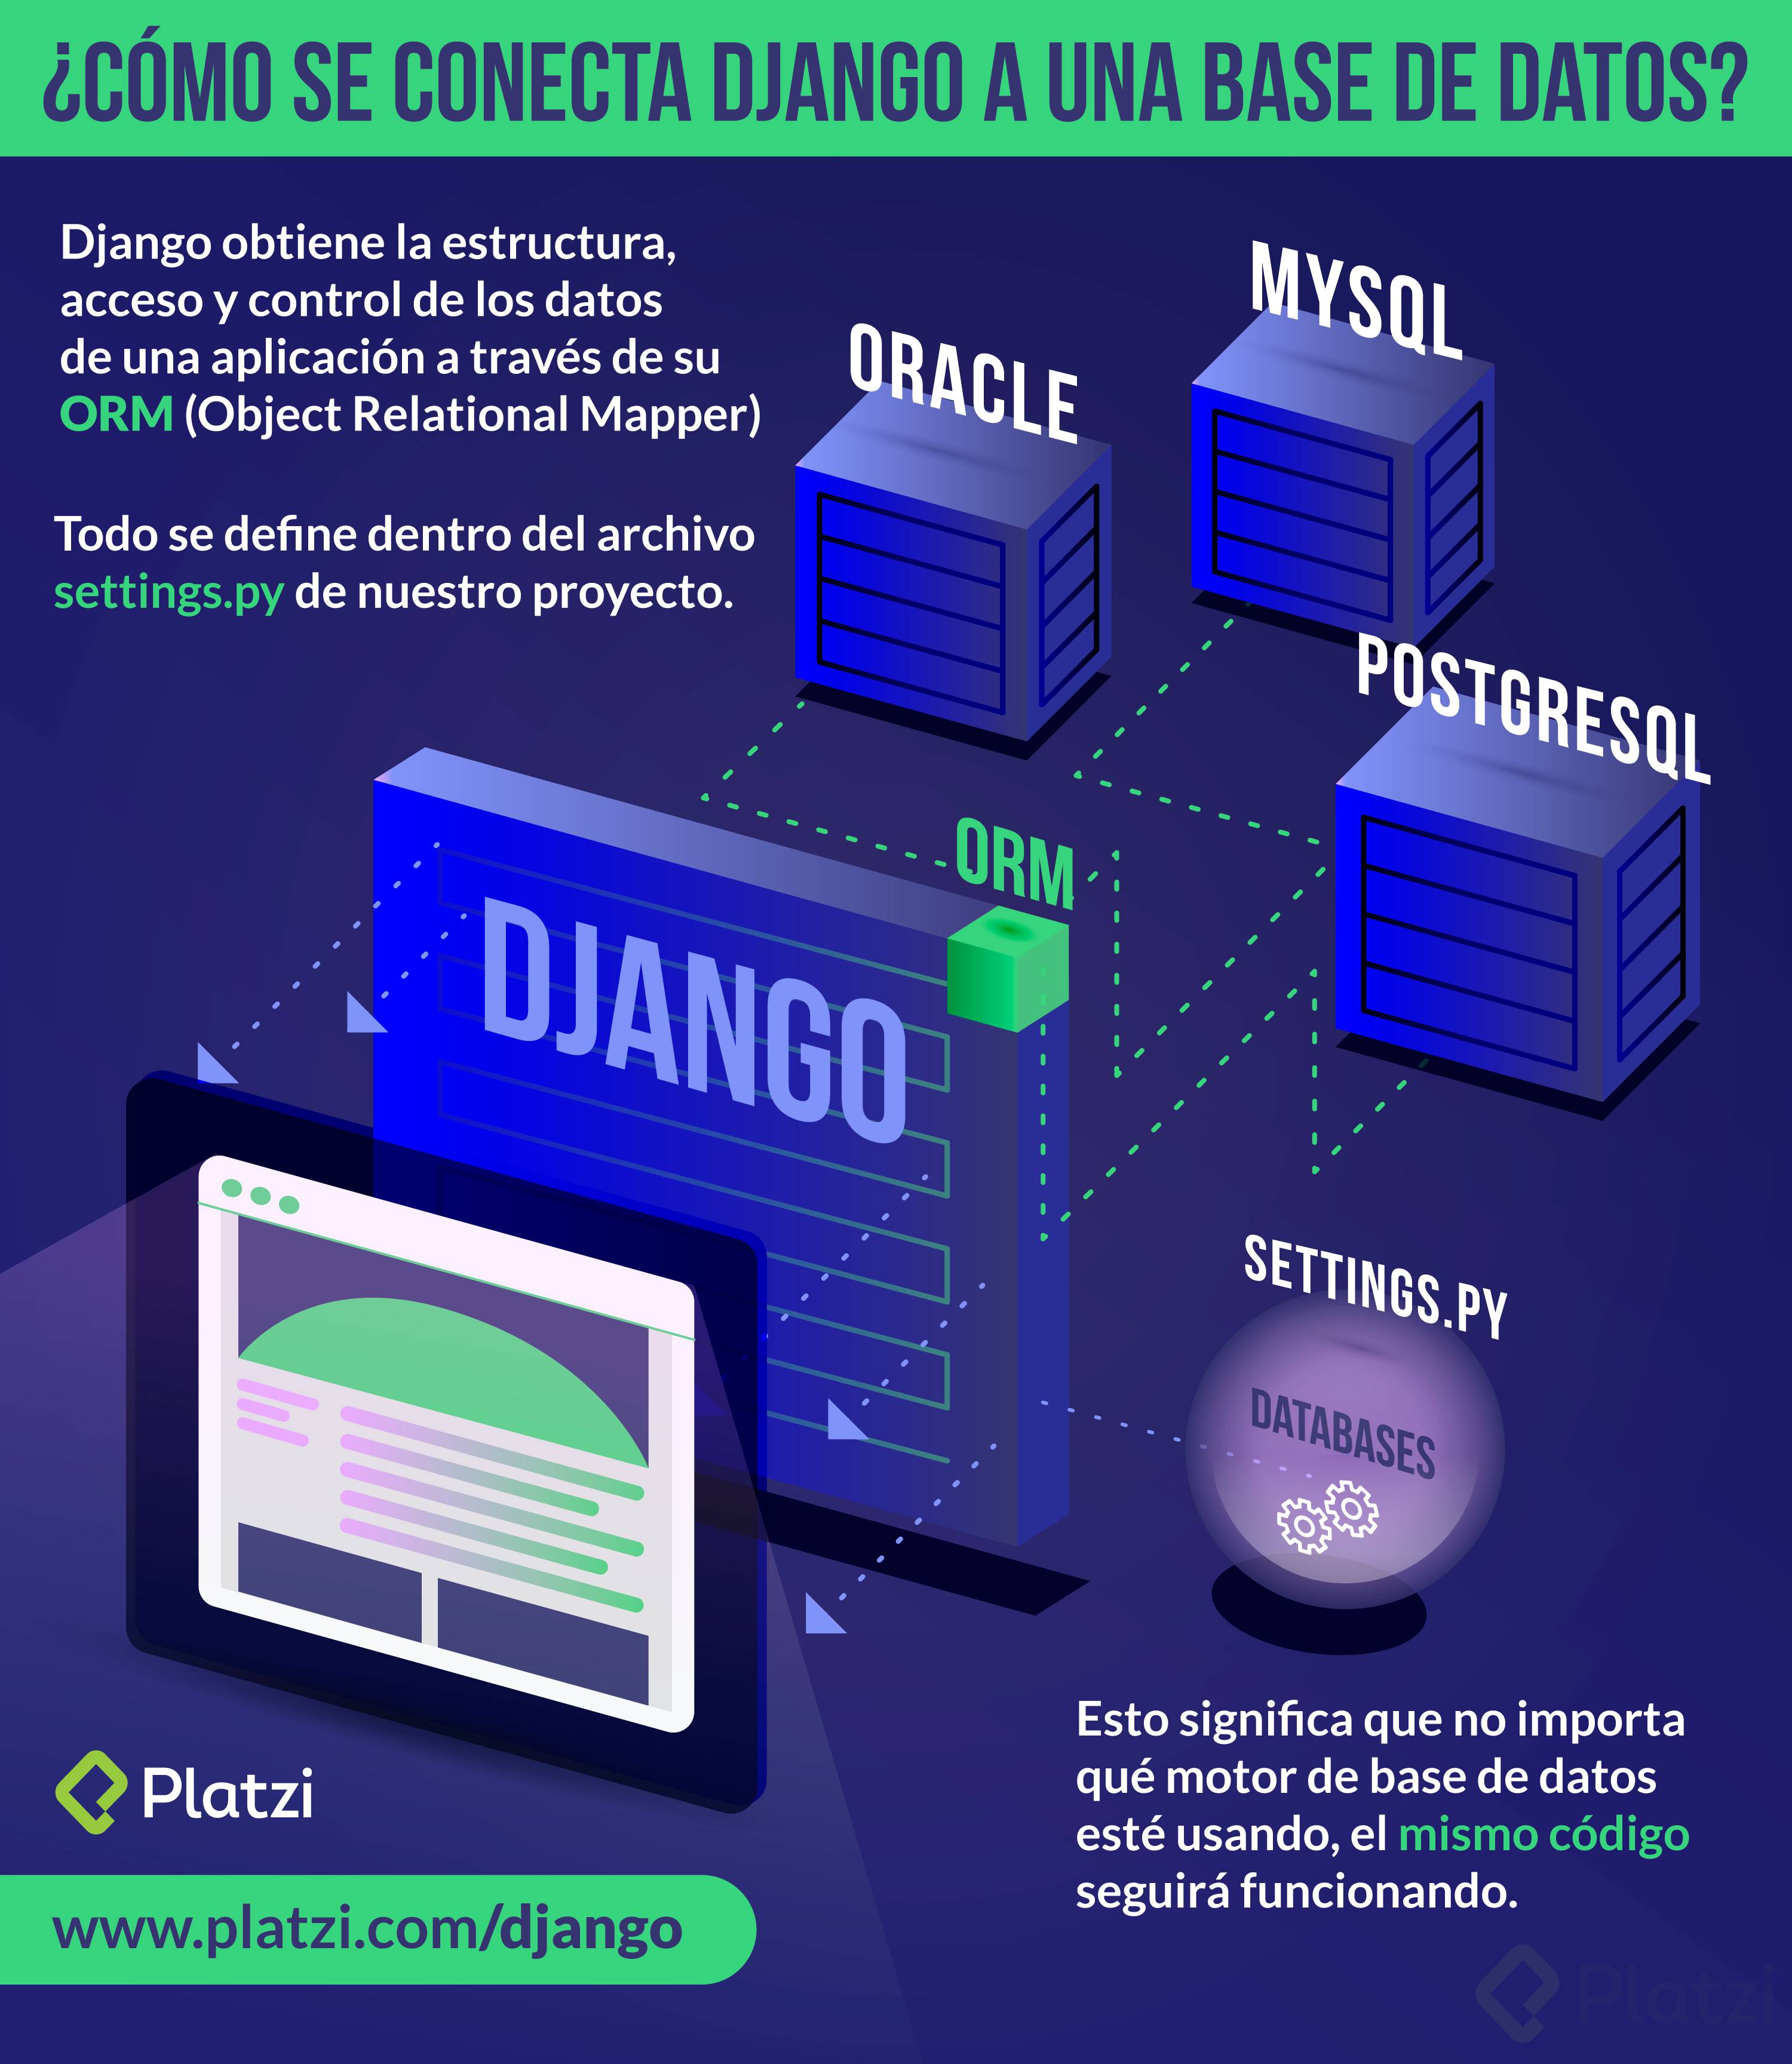 ¿CÓMO SE CONECTA DJANGO A UNA BASE DE DATOS?
Django obtiene la estructura,
acceso y control de los datos
de una aplicación a través de su
ORM (Object Relational Mapper)
Todo se define dentro del archivo
settings.py de nuestro proyecto.
ORACLE
MYSQL
POSTGRESQL
ORM
DJANGO
SETTINGS.PY
DATABASES
Esto significa que no importa
qué motor de base de datos
esté usando, el mismo código
seguirá funcionando.
Platzi
www.platzi.com/django
Platzi